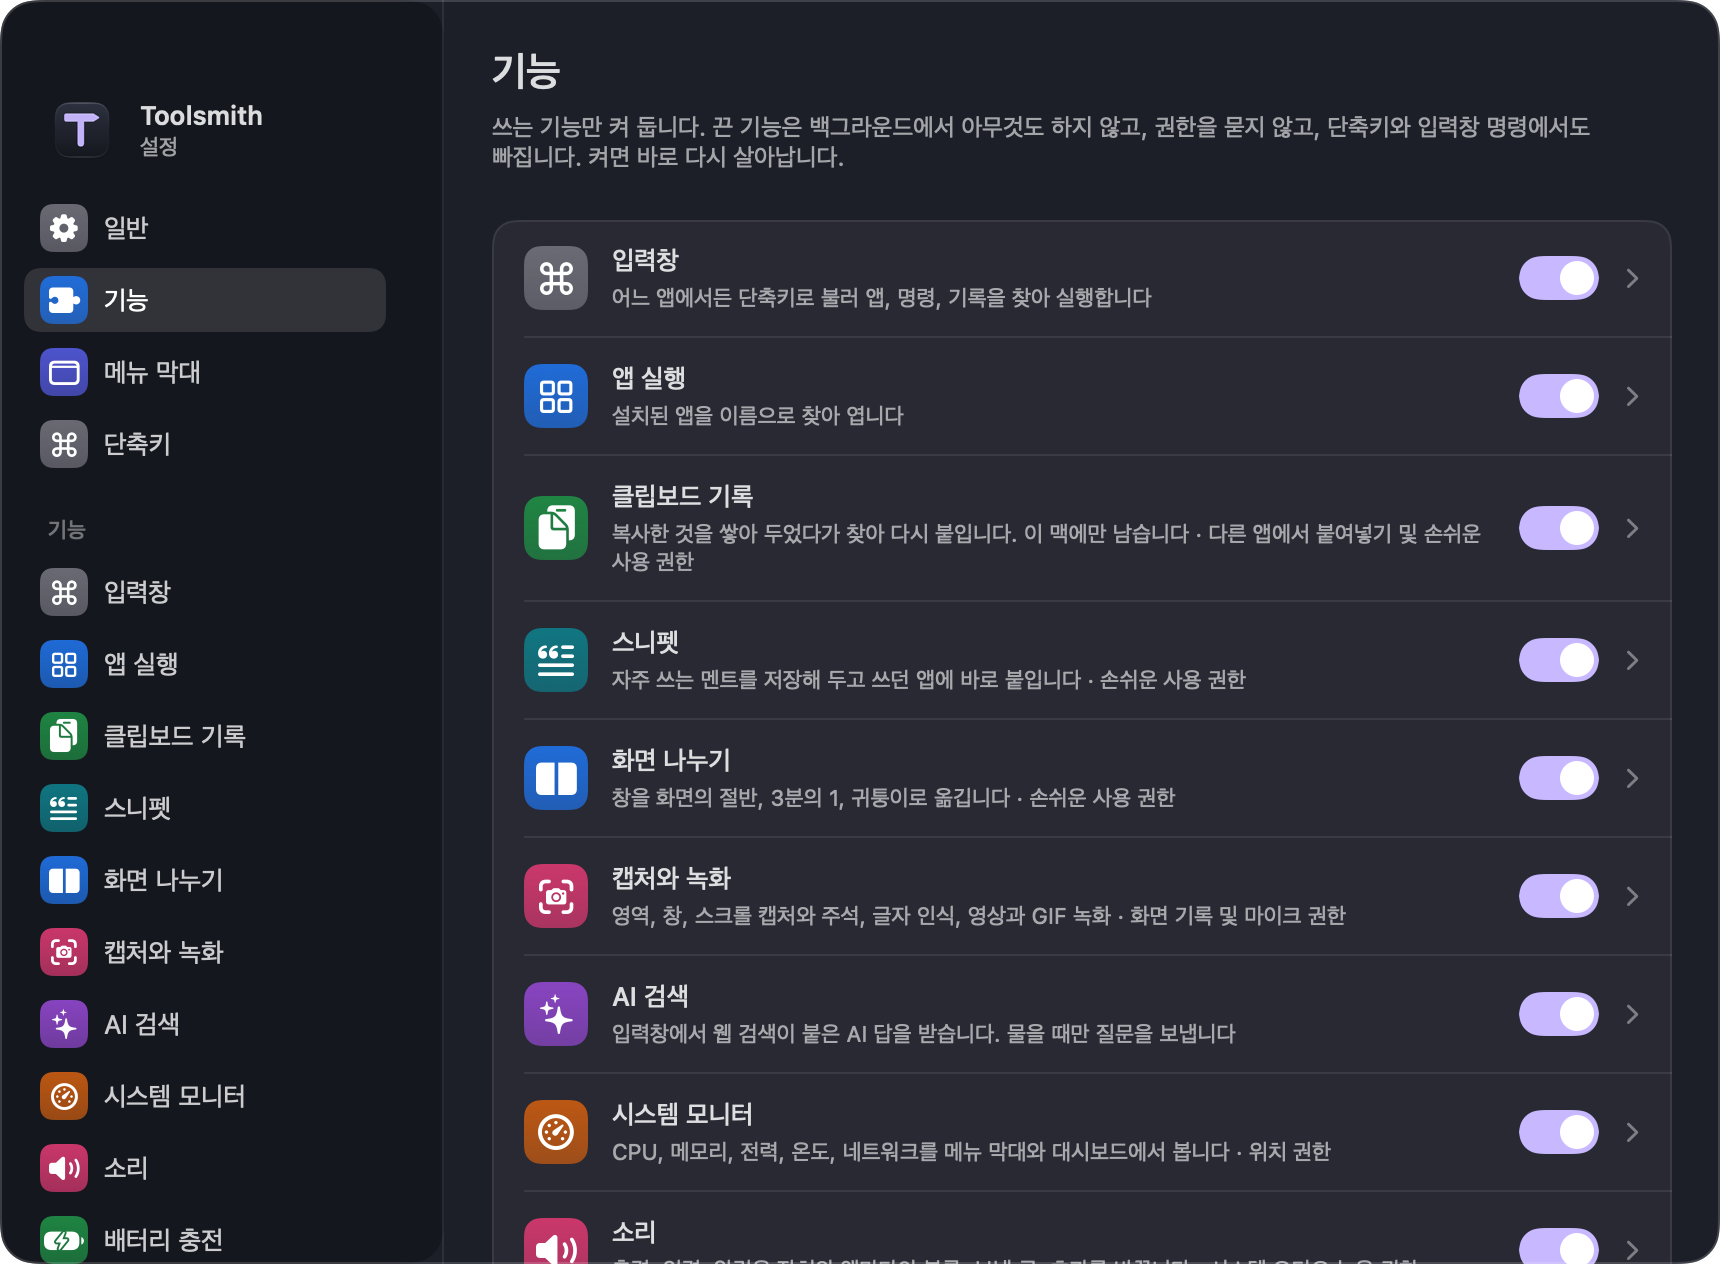 Toolsmith
설정
일반
기능
메뉴 막대
단축키
기능
입력창
앱 실행
클립보드 기록
스니펫
화면 나누기
캡처와 녹화
AI 검색
시스템 모니터
소리
배터리 충전
기능
쓰는 기능만 켜 둡니다. 끈 기능은 백그라운드에서 아무것도 하지 않고, 권한을 묻지 않고, 단축키와 입력창 명령에서도
빠집니다. 켜면 바로 다시 살아납니다.
입력창
어느 앱에서든 단축키로 불러 앱, 명령, 기록을 찾아 실행합니다
앱 실행
설치된 앱을 이름으로 찾아 엽니다
클립보드 기록
복사한 것을 쌓아 두었다가 찾아 다시 붙입니다. 이 맥에만 남습니다 · 다른 앱에서 붙여넣기 및 손쉬운
사용 권한
스니펫
자주 쓰는 멘트를 저장해 두고 쓰던 앱에 바로 붙입니다 · 손쉬운 사용 권한
화면 나누기
창을 화면의 절반, 3분의 1, 귀퉁이로 옮깁니다 · 손쉬운 사용 권한
캡처와 녹화
영역, 창, 스크롤 캡처와 주석, 글자 인식, 영상과 GIF 녹화 · 화면 기록 및 마이크 권한
AI 검색
입력창에서 웹 검색이 붙은 AI 답을 받습니다. 물을 때만 질문을 보냅니다
시스템 모니터
CPU, 메모리, 전력, 온도, 네트워크를 메뉴 막대와 대시보드에서 봅니다 · 위치 권한
소리